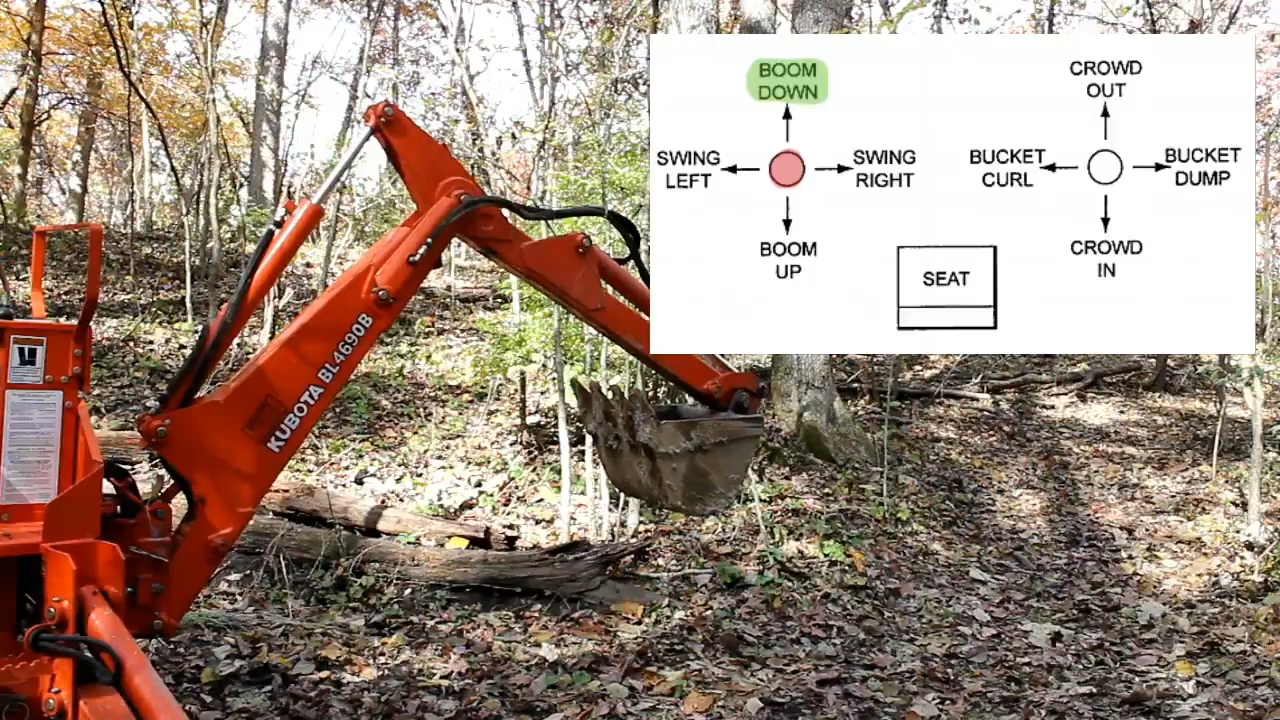 BOOM
DOWN
SWING
LEFT
SWING
RIGHT
BOOM
UP
CROWD
OUT
BUCKET
CURL
BUCKET
DUMP
CROWD
IN
SEAT
KUBOTA BL4690B